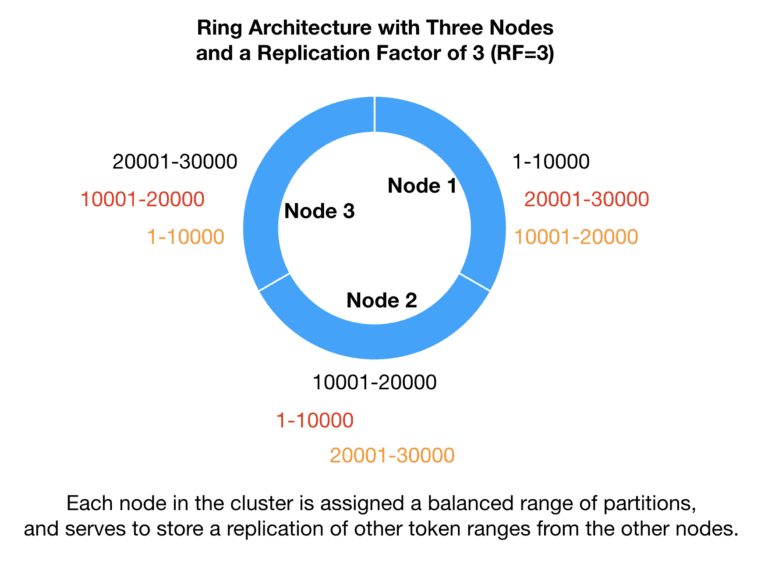 Ring Architecture with Three Nodes
and a Replication Factor of 3 (RF=3)
20001-30000
10001-20000
1-10000
Node 3
Node 1
1-10000
20001-30000
10001-20000
Node 2
10001-20000
1-10000
20001-30000
Each node in the cluster is assigned a balanced range of partitions,
and serves to store a replication of other token ranges from the other nodes.